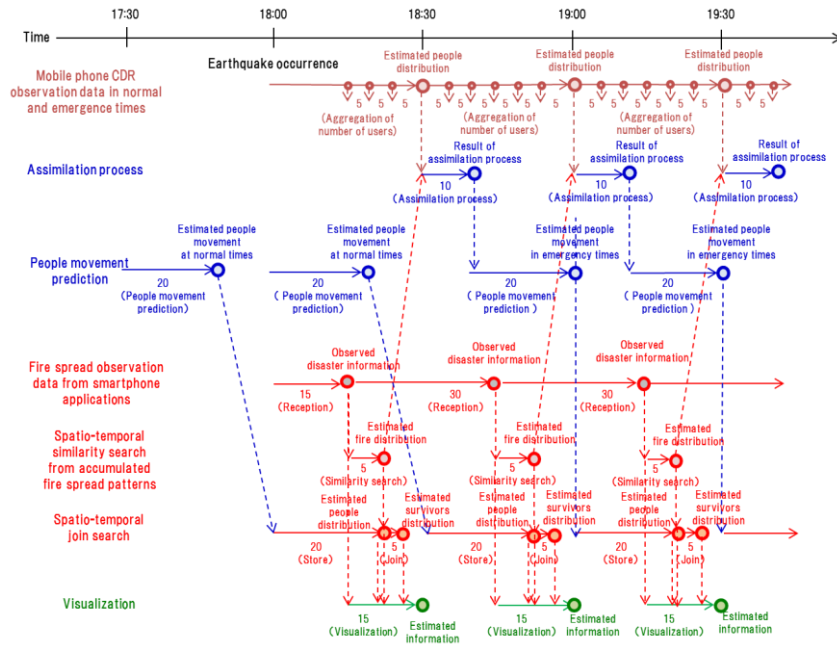 17:30
18:00
18:30
19:00
19:30
Time
Earthquake occurrence
Estimated people
distribution
Estimated people
distribution
Estimated people
distribution
Mobile phone CDR
observation data in normal
and emergence times
5 5 5 5 5 5 5 5 5 5 5 5 5 5 5 5
(Aggregation of
number of users)
(Aggregation of
number of users)
(Aggregation of
number of users)
Assimilation process
Result of
assimilation process
Result of
assimilation process
Result of
assimilation process
10
(Assimilation process)
10
(Assimilation process)
10
(Assimilation process)
People movement
prediction
Estimated people
movement
at normal times
Estimated people
movement
at normal times
Estimated people
movement
in emergency times
Estimated people
movement
in emergency times
20
(People movement
prediction)
20
( People movement
prediction)
20
( People movement
prediction )
20
( People movement
prediction)
Fire spread observation
data from smartphone
applications
Observed
disaster information
Observed
disaster information
Observed
disaster information
15
(Reception)
30
(Reception)
30
(Reception)
Spatio-temporal
similarity search
from accumulated
fire spread patterns
Estimated fire distribution
Estimated fire distribution
Estimated fire distribution
5
(Similarity search)
5
(Similarity search)
5
(Similarity search)
Spatio-temporal
join search
Estimated
people
distribution
Estimated survivors
distribution
Estimated
people
distribution
Estimated survivors
distribution
Estimated
people
distribution
Estimated survivors
distribution
20
(Store)
5
(Join)
20
(Store)
5
(Join)
20
(Store)
5
(Join)
Visualization
15
(Visualization)
Estimated
information
15
(Visualization)
Estimated
information
15
(Visualization)
Estimated
information